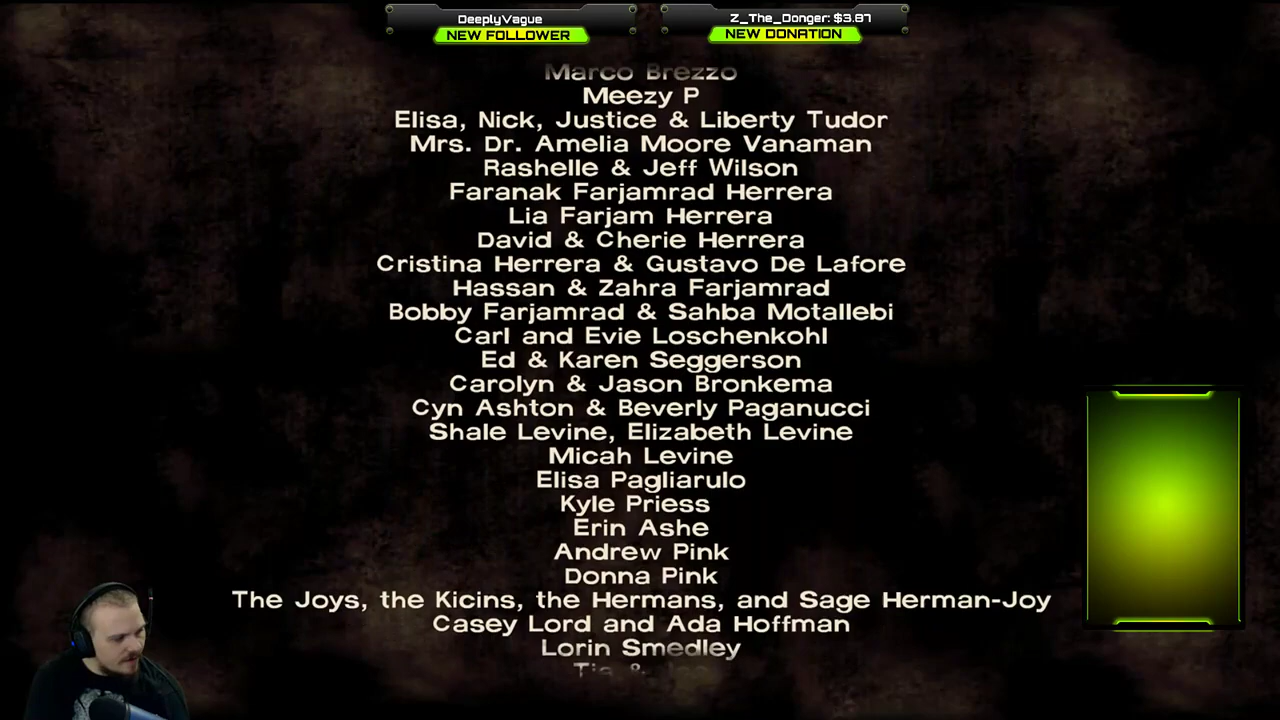 DeeplyVague
NEW FOLLOWER
Z_The_Donger: $3.87
NEW DONATION
Marco Brezzo
Meezy P
Elisa, Nick, Justice & Liberty Tudor
Mrs. Dr. Amelia Moore Vanaman
Rashelle & Jeff Wilson
Faranak Farjamrad Herrera
Lia Farjam Herrera
David & Cherie Herrera
Cristina Herrera & Gustavo De Lafore
Hassan & Zahra Farjamrad
Bobby Farjamrad & Sahba Motallebi
Carl and Evie Loschenkohl
Ed & Karen Seggerson
Carolyn & Jason Bronkema
Cyn Ashton & Beverly Paganucci
Shale Levine, Elizabeth Levine
Micah Levine
Elisa Pagliarulo
Kyle Priess
Erin Ashe
Andrew Pink
Donna Pink
The Joys, the Kicins, the Hermans, and Sage Herman-Joy
Casey Lord and Ada Hoffman
Lorin Smedley